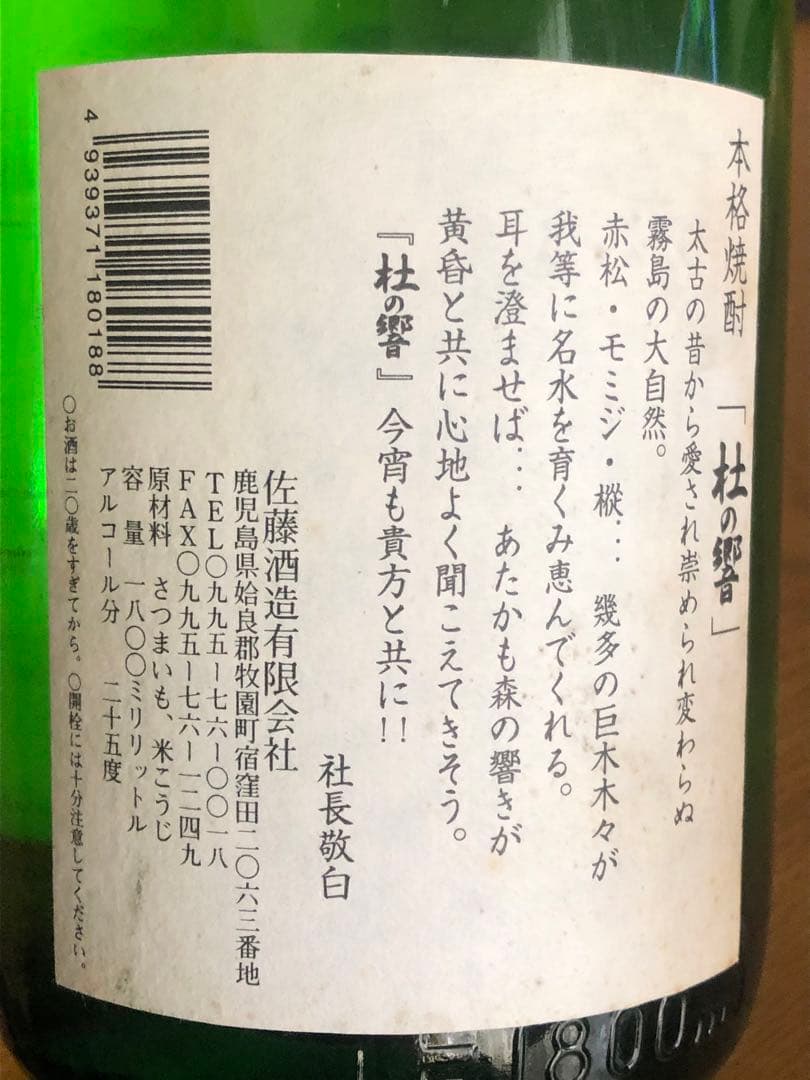 本格焼酎 「杜の響」
太古の昔から愛され崇められ変わらぬ
霧島の大自然。
赤松・モミジ・樅… 幾多の巨木木々が
我等に名水を育くみ恵んでくれる。
耳を澄ませば… あたかも森の響きが
黄昏と共に心地よく聞こえてきそう。
『杜の響』今宵も貴方と共に!!
社長敬白
佐藤酒造有限会社
鹿児島県姶良郡牧園町宿窪田二〇六三番地
TEL〇九九五ー七六ー〇〇一八
FAX〇九九五ー七六ー一二四九
原材料 さつまいも、米こうじ
容量 一八〇〇ミリリットル
アルコール分 二十五度
〇お酒は二〇歳をすぎてから。〇開栓には十分注意してください。
4 939371 180188
1800ml